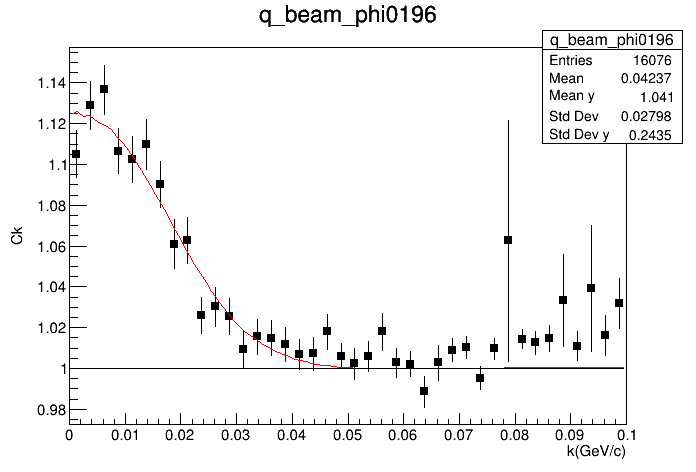 q_beam_phi0196
q_beam_phi0196
Entries 16076
Mean 0.04237
Mean y 1.041
Std Dev 0.02798
Std Dev y 0.2435
Ck
1.14
1.12
1.1
1.08
1.06
1.04
1.02
1
0.98
0 0.01 0.02 0.03 0.04 0.05 0.06 0.07 0.08 0.09 0.1
k(GeV/c)